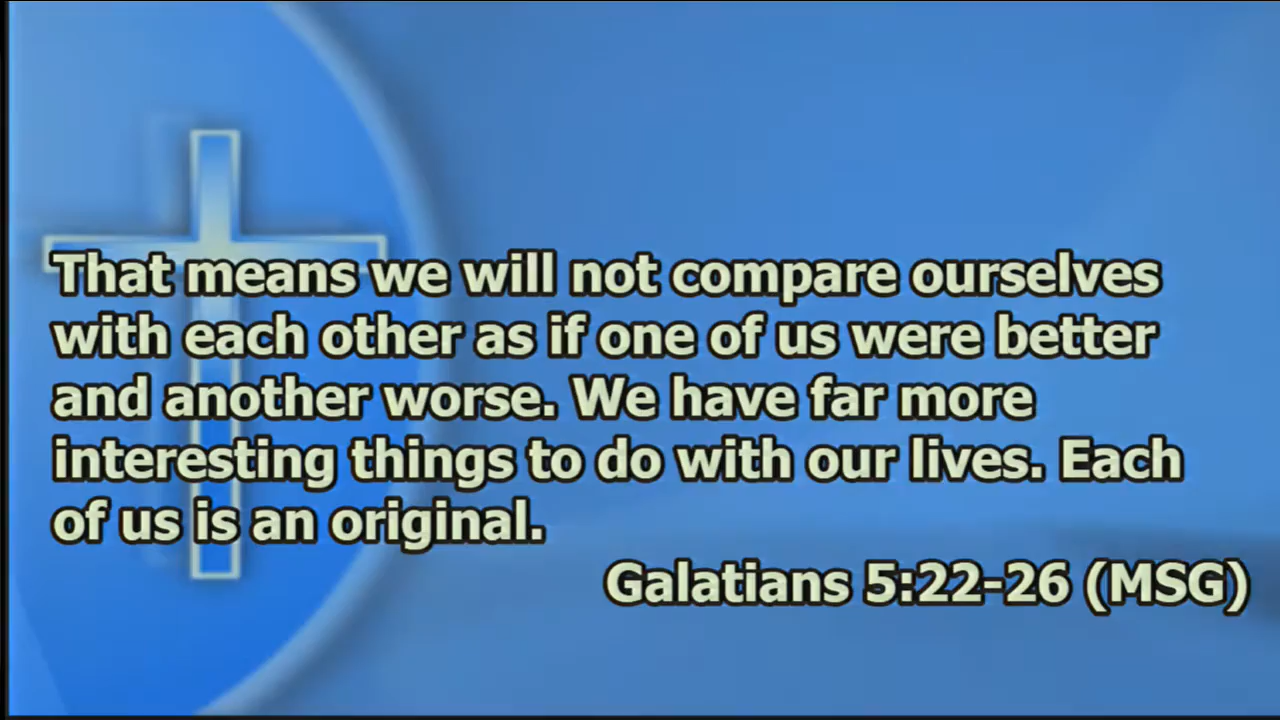 That means we will not compare ourselves
with each other as if one of us were better
and another worse. We have far more
interesting things to do with our lives. Each
of us is an original.
Galatians 5:22-26 (MSG)